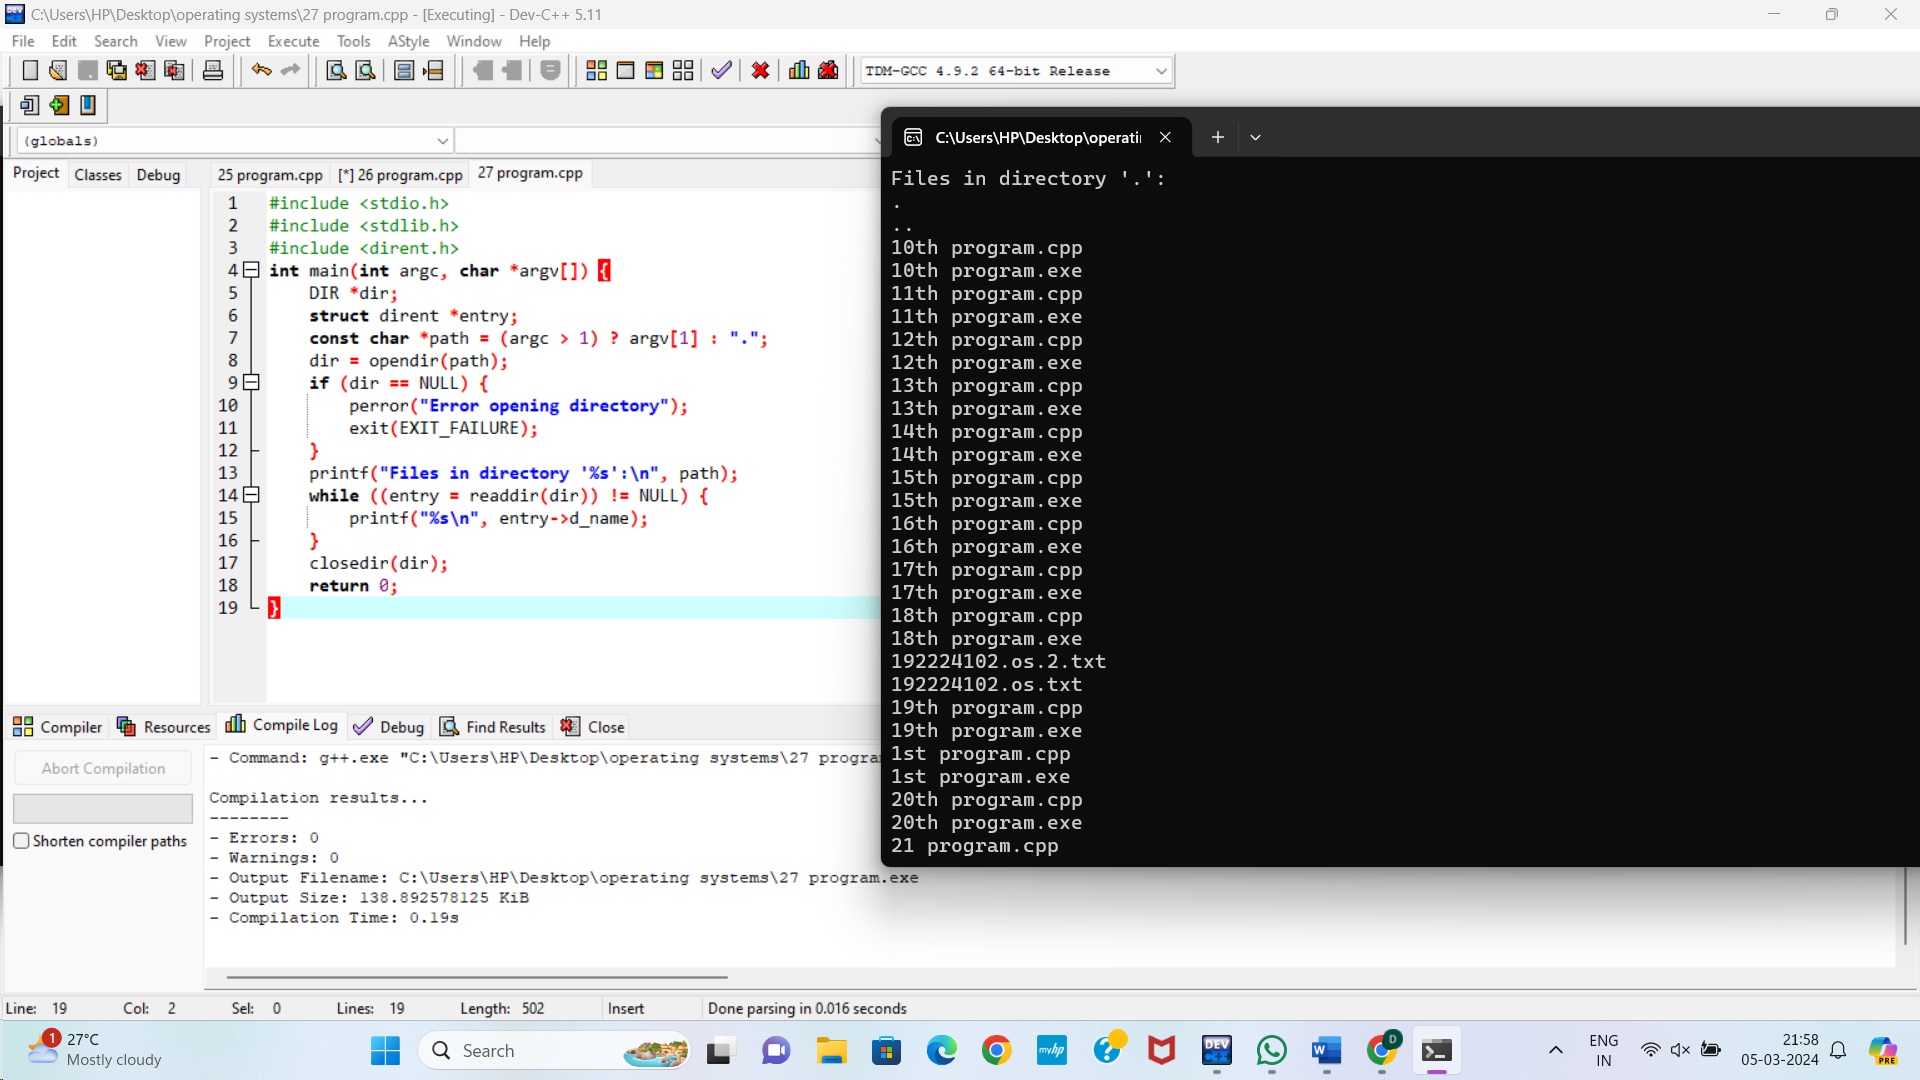 C:\Users\HP\Desktop\operating systems\27 program.cpp - [Executing] - Dev-C++ 5.11
File Edit Search View Project Execute Tools AStyle Window Help
TDM-GCC 4.9.2 64-bit Release
(globals)
Project Classes Debug
25 program.cpp [*] 26 program.cpp 27 program.cpp
1 #include <stdio.h>
2 #include <stdlib.h>
3 #include <dirent.h>
4 int main(int argc, char *argv[]) {
5 DIR *dir;
6 struct dirent *entry;
7 const char *path = (argc > 1) ? argv[1] : ".";
8 dir = opendir(path);
9 if (dir == NULL) {
10 perror("Error opening directory");
11 exit(EXIT_FAILURE);
12 }
13 printf("Files in directory '%s':\n", path);
14 while ((entry = readdir(dir)) != NULL) {
15 printf("%s\n", entry->d_name);
16 }
17 closedir(dir);
18 return 0;
19 }
C:\Users\HP\Desktop\operati
Files in directory '.':
.
..
10th program.cpp
10th program.exe
11th program.cpp
11th program.exe
12th program.cpp
12th program.exe
13th program.cpp
13th program.exe
14th program.cpp
14th program.exe
15th program.cpp
15th program.exe
16th program.cpp
16th program.exe
17th program.cpp
17th program.exe
18th program.cpp
18th program.exe
192224102.os.2.txt
192224102.os.txt
19th program.cpp
19th program.exe
1st program.cpp
1st program.exe
20th program.cpp
20th program.exe
21 program.cpp
Compiler Resources Compile Log Debug Find Results Close
Abort Compilation
Shorten compiler paths
- Command: g++.exe "C:\Users\HP\Desktop\operating systems\27 progra
Compilation results...
--------
- Errors: 0
- Warnings: 0
- Output Filename: C:\Users\HP\Desktop\operating systems\27 program.exe
- Output Size: 138.892578125 KiB
- Compilation Time: 0.19s
Line: 19 Col: 2 Sel: 0 Lines: 19 Length: 502 Insert Done parsing in 0.016 seconds
1 27°C
Mostly cloudy
Search
myhp
DEV C++
W
D
ENG
IN
21:58
05-03-2024
PRE